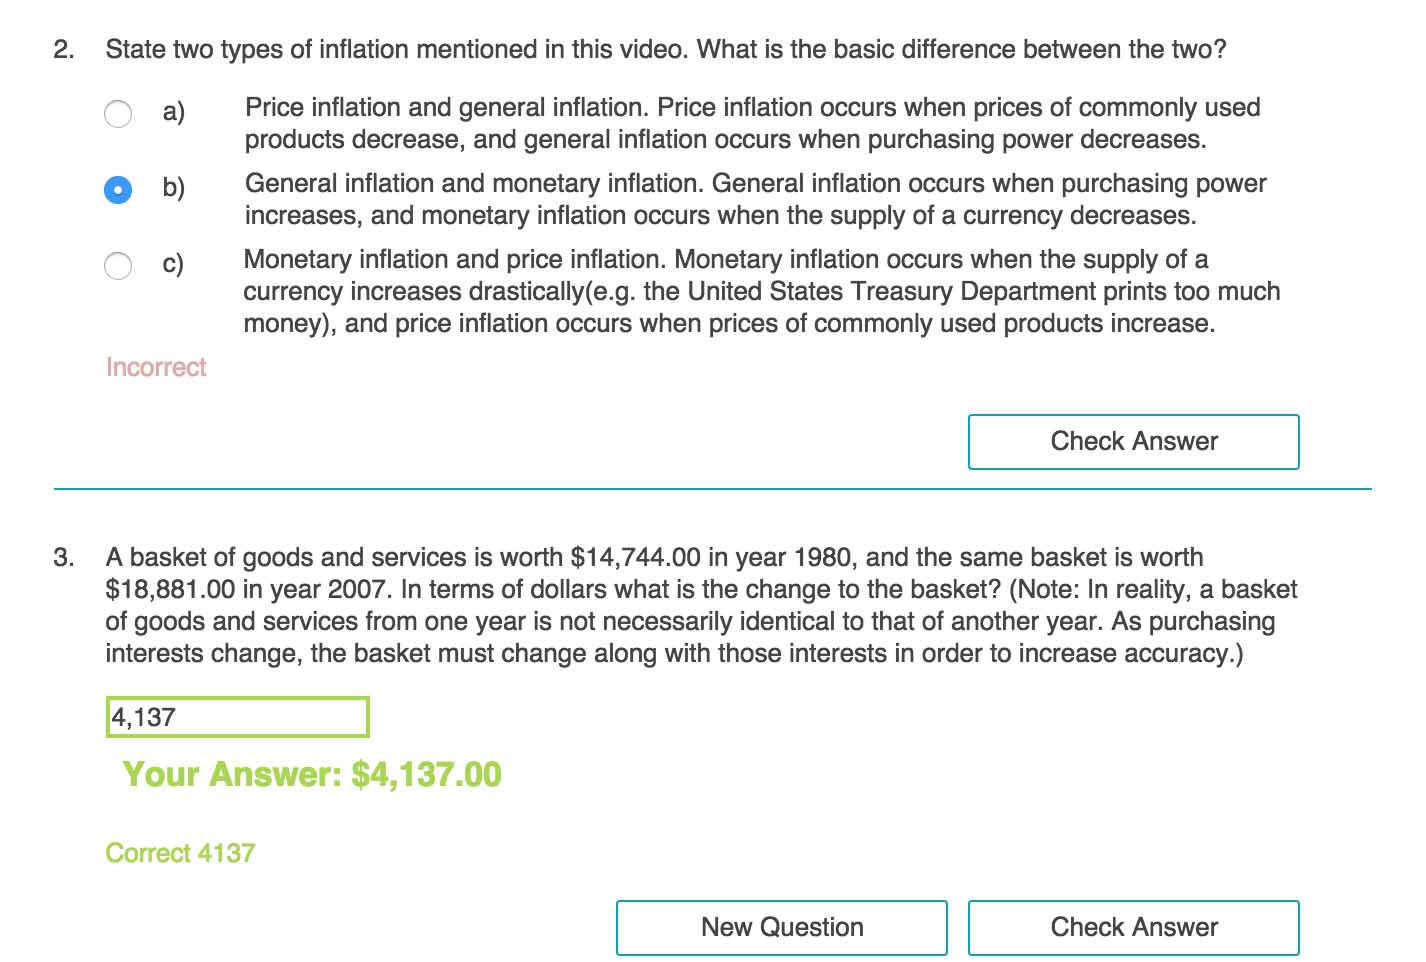 2. State two types of inflation mentioned in this video. What is the basic difference between the two?
a) Price inflation and general inflation. Price inflation occurs when prices of commonly used
products decrease, and general inflation occurs when purchasing power decreases.
b) General inflation and monetary inflation. General inflation occurs when purchasing power
increases, and monetary inflation occurs when the supply of a currency decreases.
c) Monetary inflation and price inflation. Monetary inflation occurs when the supply of a
currency increases drastically(e.g. the United States Treasury Department prints too much
money), and price inflation occurs when prices of commonly used products increase.
Incorrect
Check Answer
3. A basket of goods and services is worth $14,744.00 in year 1980, and the same basket is worth
$18,881.00 in year 2007. In terms of dollars what is the change to the basket? (Note: In reality, a basket
of goods and services from one year is not necessarily identical to that of another year. As purchasing
interests change, the basket must change along with those interests in order to increase accuracy.)
4,137
Your Answer: $4,137.00
Correct 4137
New Question Check Answer